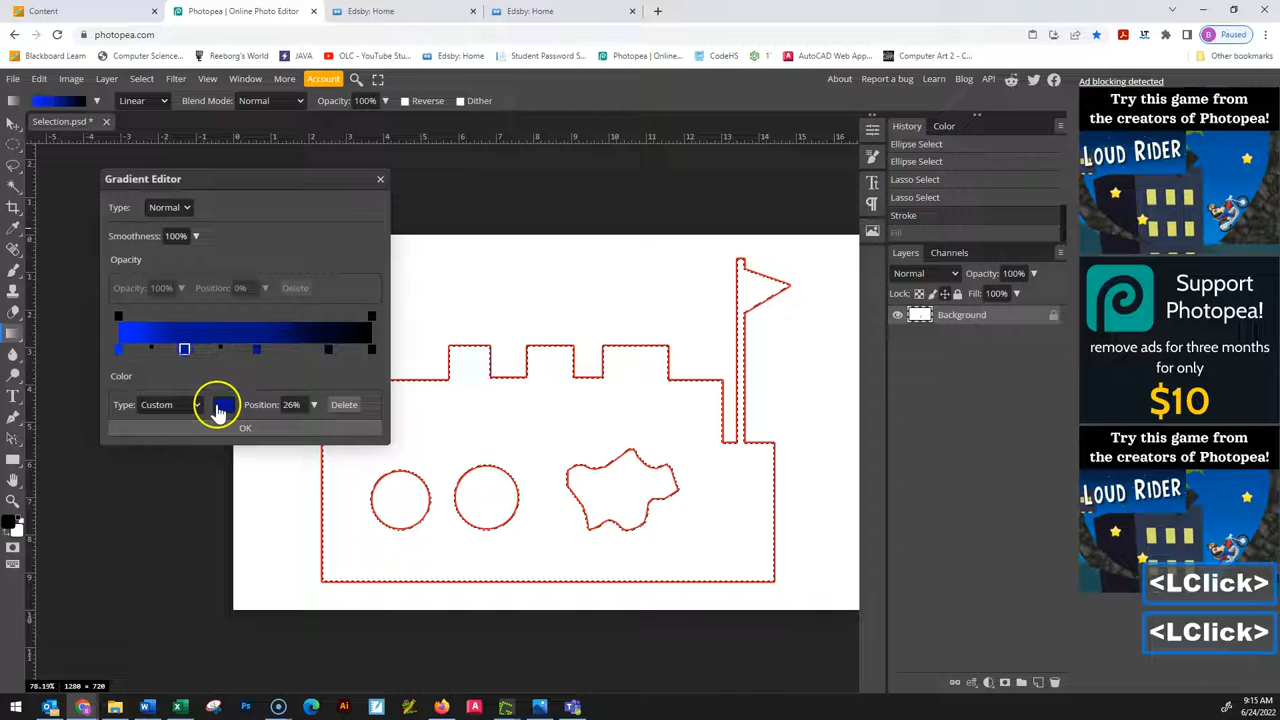 Content
Photopea | Online Photo Editor
Edsby: Home
Edsby: Home
photopea.com
B Paused
Blackboard Learn
Computer Science...
Reeborg's World
JAVA
OLC - YouTube Stu...
Edsby: Home
Student Password S...
Photopea | Online...
CodeHS
AutoCAD Web App...
Computer Art 2 - C...
Other bookmarks
File Edit Image Layer Select Filter View Window More Account
About Report a bug Learn Blog API
Ad blocking detected
Linear
Blend Mode: Normal
Opacity: 100%
Reverse
Dither
Selection.psd *
Gradient Editor
Type: Normal
Smoothness: 100%
Opacity
Opacity: 100% Position: 0% Delete
Color
Type: Custom Position: 26% Delete
OK
History Color
Ellipse Select
Ellipse Select
Lasso Select
Lasso Select
Stroke
Fill
Layers Channels
Normal Opacity: 100%
Lock: Fill: 100%
Background
Try this game from
the creators of Photopea!
LOUD RIDER
Support
Photopea!
remove ads for three months
for only
$10
Try this game from
the creators of Photopea!
LOUD RIDER
<LClick>
<LClick>
78.19% 1280 × 720
9:15 AM
6/24/2022